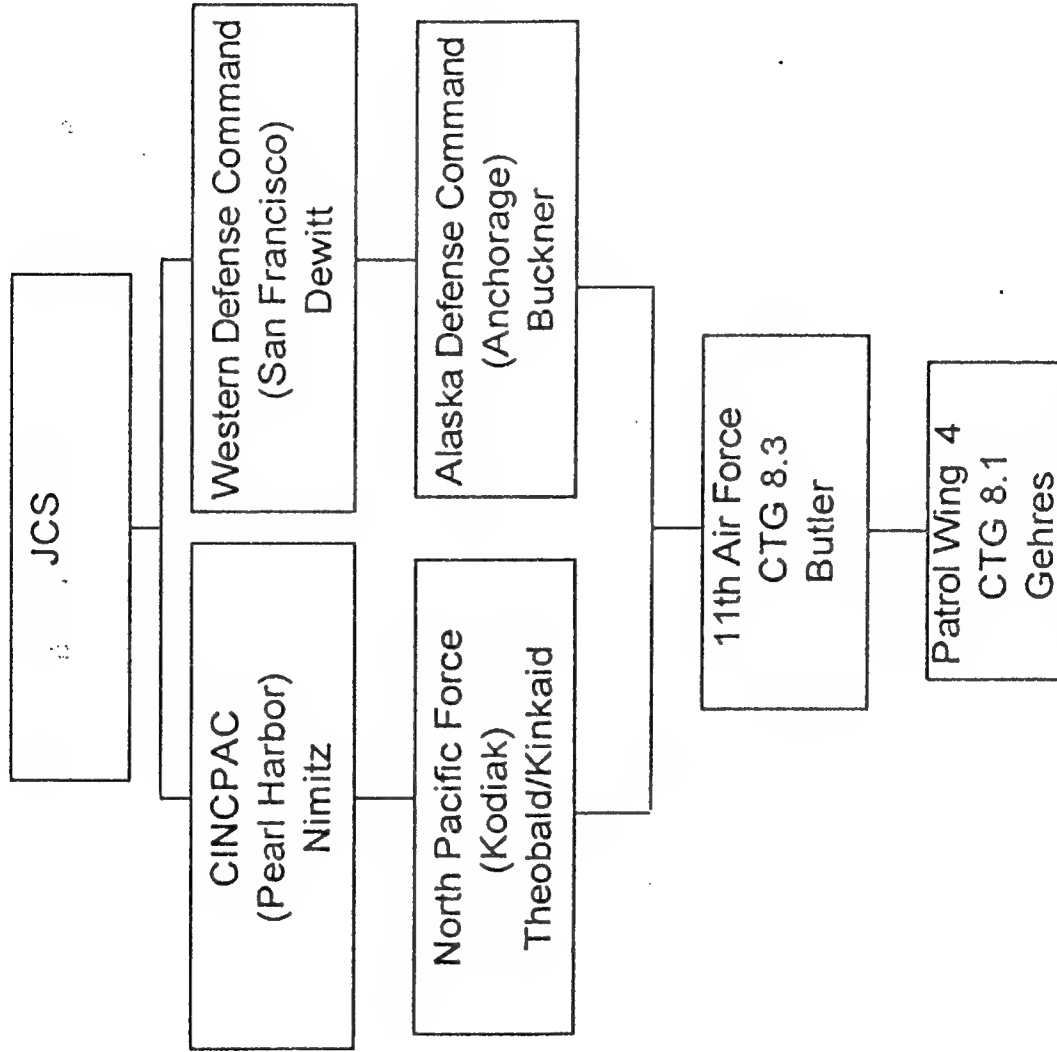 JCS
CINCPAC
(Pearl Harbor)
Nimitz
Western Defense Command
(San Francisco)
Dewitt
North Pacific Force
(Kodiak)
Theobald/Kinkaid
Alaska Defense Command
(Anchorage)
Buckner
11th Air Force
CTG 8.3
Butler
Patrol Wing 4
CTG 8.1
Gehres